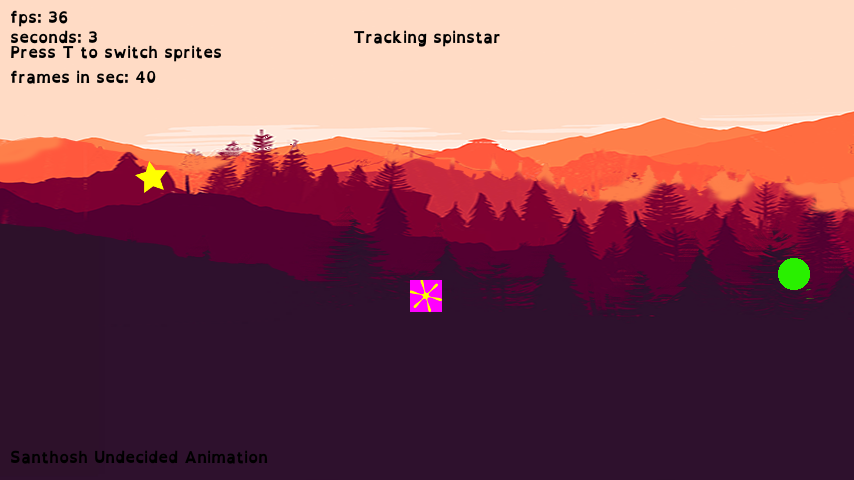 fps: 36
seconds: 3
Tracking spinstar
Press T to switch sprites
frames in sec: 40
Santhosh Undecided Animation